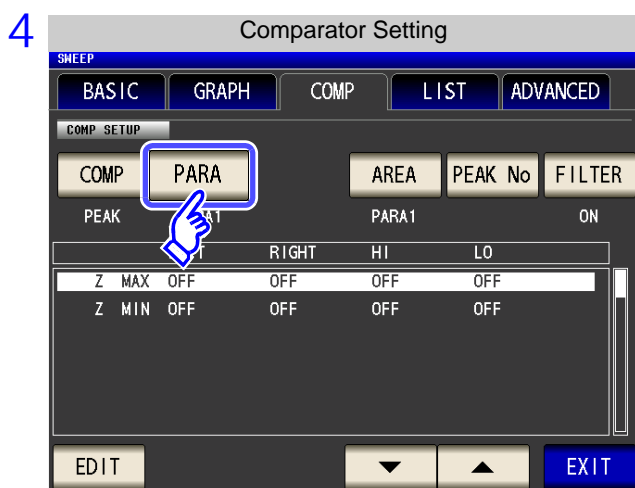 4
Comparator Setting
SWEEP
BASIC GRAPH COMP LIST ADVANCED
COMP SETUP
COMP PARA AREA PEAK No FILTER
PEAK PARA1 ON
RIGHT HI LO
Z MAX OFF OFF OFF OFF
Z MIN OFF OFF OFF OFF
EDIT EXIT